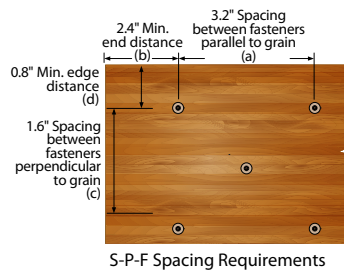 2.4" Min.
end distance
(b)
3.2" Spacing
between fasteners
parallel to grain
(a)
0.8" Min. edge
distance
(d)
1.6" Spacing
between
fasteners
perpendicular
to grain
(c)
S-P-F Spacing Requirements